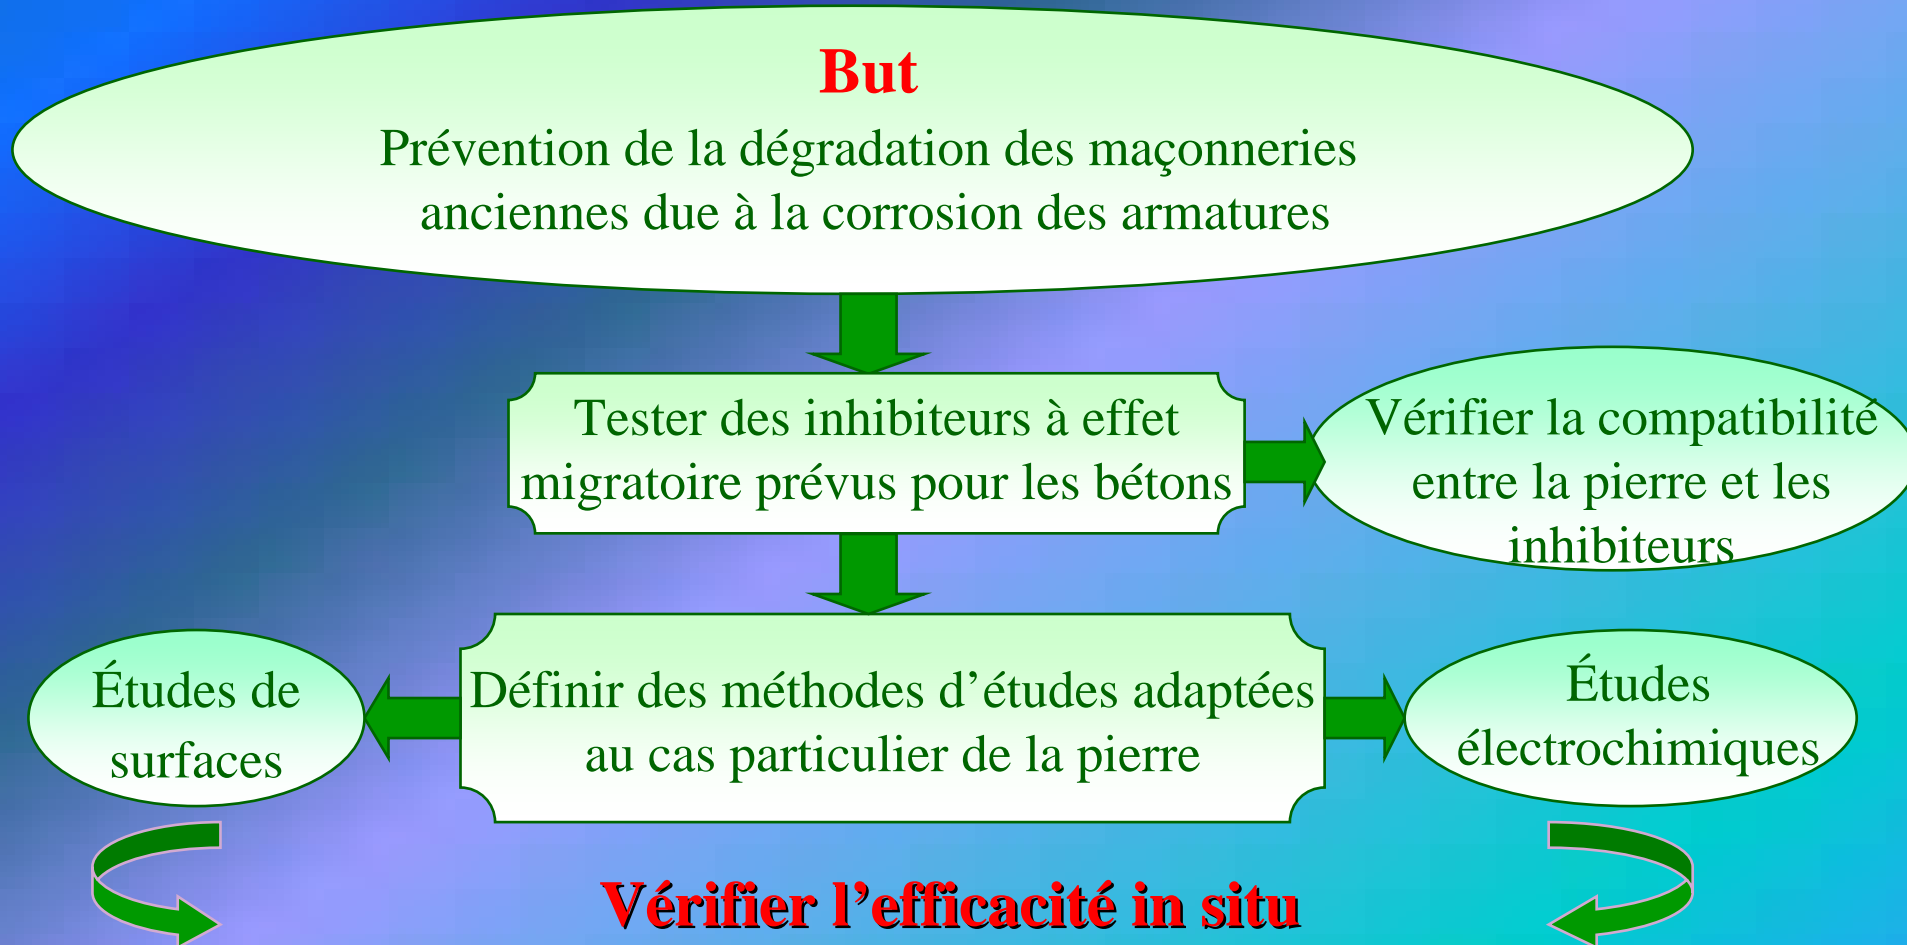 But
Prévention de la dégradation des maçonneries
anciennes due à la corrosion des armatures
Tester des inhibiteurs à effet
migratoire prévus pour les bétons
Vérifier la compatibilité
entre la pierre et les
inhibiteurs
Études de
surfaces
Définir des méthodes d’études adaptées
au cas particulier de la pierre
Études
électrochimiques
Vérifier l’efficacité in situ